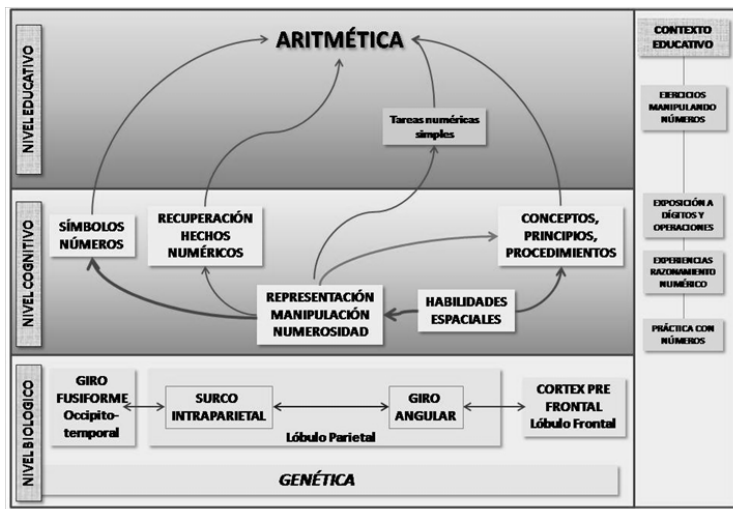 NIVEL EDUCATIVO
ARITMÉTICA
Tareas numéricas
simples
NIVEL COGNITIVO
SÍMBOLOS
NÚMEROS
RECUPERACIÓN
HECHOS
NUMÉRICOS
CONCEPTOS,
PRINCIPIOS,
PROCEDIMIENTOS
REPRESENTACIÓN
MANIPULACIÓN
NUMEROSIDAD
HABILIDADES
ESPACIALES
NIVEL BIOLOGICO
GIRO
FUSIFORME
Occipito-
temporal
SURCO
INTRAPARIETAL
GIRO
ANGULAR
Lóbulo Parietal
CORTEX PRE
FRONTAL
Lóbulo Frontal
GENÉTICA
CONTEXTO
EDUCATIVO
EJERCICIOS
MANIPULANDO
NÚMEROS
EXPOSICIÓN A
DÍGITOS Y
OPERACIONES
EXPERIENCIAS
RAZONAMIENTO
NUMÉRICO
PRÁCTICA CON
NÚMEROS